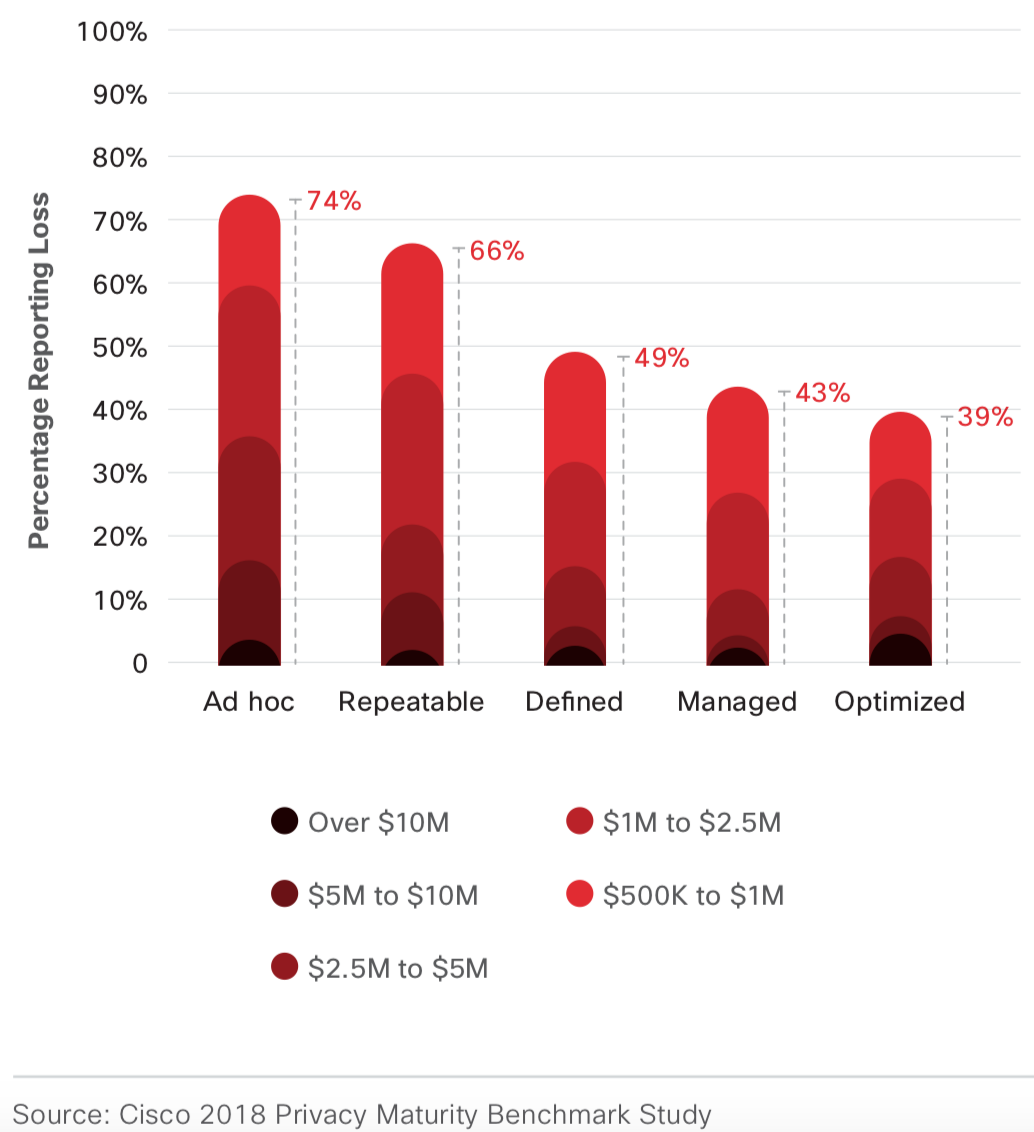 100%
90%
80%
70%
60%
50%
40%
30%
20%
10%
0
Percentage Reporting Loss
74%
66%
49%
43%
39%
Ad hoc
Repeatable
Defined
Managed
Optimized
Over $10M
$1M to $2.5M
$5M to $10M
$500K to $1M
$2.5M to $5M
Source: Cisco 2018 Privacy Maturity Benchmark Study